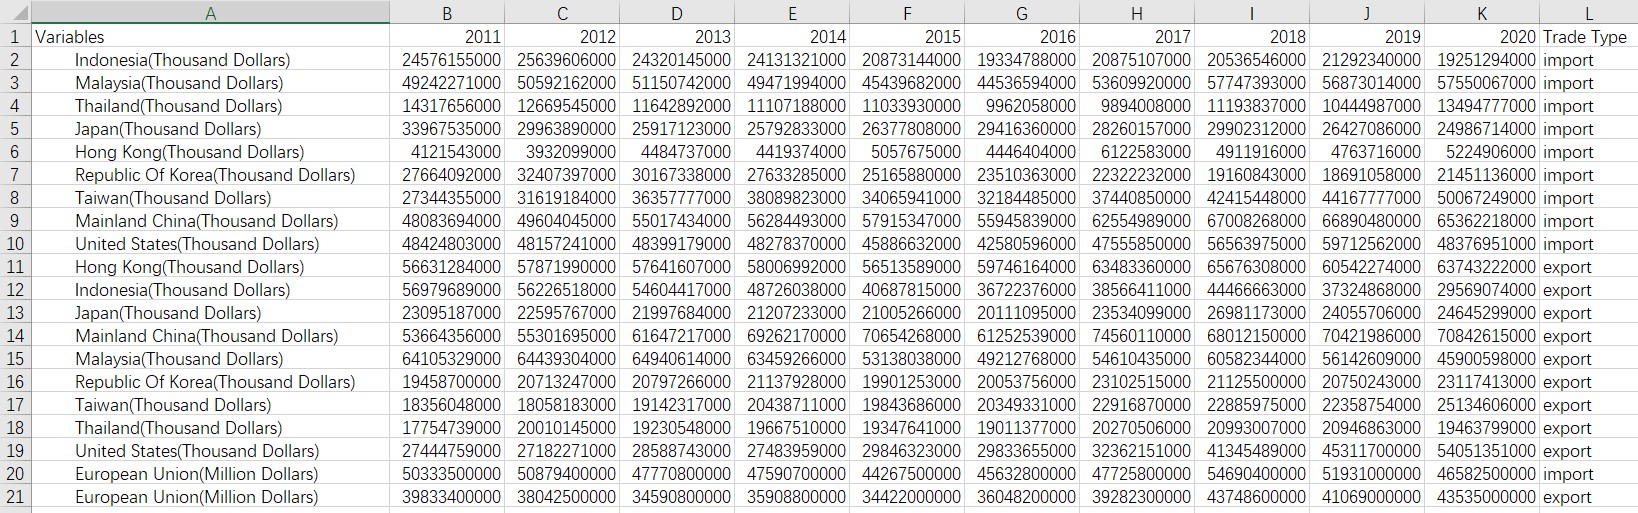 A B C D E F G H I J K L
1 Variables 2011 2012 2013 2014 2015 2016 2017 2018 2019 2020 Trade Type
2 Indonesia(Thousand Dollars) 24576155000 25639606000 24320145000 24131321000 20873144000 19334788000 20875107000 20536546000 21292340000 19251294000 import
3 Malaysia(Thousand Dollars) 49242271000 50592162000 51150742000 49471994000 45439682000 44536594000 53609920000 57747393000 56873014000 57550067000 import
4 Thailand(Thousand Dollars) 14317656000 12669545000 11642892000 11107188000 11033930000 9962058000 9894008000 11193837000 10444987000 13494777000 import
5 Japan(Thousand Dollars) 33967535000 29963890000 25917123000 25792833000 26377808000 29416360000 28260157000 29902312000 26427086000 24986714000 import
6 Hong Kong(Thousand Dollars) 4121543000 3932099000 4484737000 4419374000 5057675000 4446404000 6122583000 4911916000 4763716000 5224906000 import
7 Republic Of Korea(Thousand Dollars) 27664092000 32407397000 30167338000 27633285000 25165880000 23510363000 22322232000 19160843000 18691058000 21451136000 import
8 Taiwan(Thousand Dollars) 27344355000 31619184000 36357777000 38089823000 34065941000 32184485000 37440850000 42415448000 44167777000 50067249000 import
9 Mainland China(Thousand Dollars) 48083694000 49604045000 55017434000 56284493000 57915347000 55945839000 62554989000 67008268000 66890480000 65362218000 import
10 United States(Thousand Dollars) 48424803000 48157241000 48399179000 48278370000 45886632000 42580596000 47555850000 56563975000 59712562000 48376951000 import
11 Hong Kong(Thousand Dollars) 56631284000 57871990000 57641607000 58006992000 56513589000 59746164000 63483360000 65676308000 60542274000 63743222000 export
12 Indonesia(Thousand Dollars) 56979689000 56226518000 54604417000 48726038000 40687815000 36722376000 38566411000 44466663000 37324868000 29569074000 export
13 Japan(Thousand Dollars) 23095187000 22595767000 21997684000 21207233000 21005266000 20111095000 23534099000 26981173000 24055706000 24645299000 export
14 Mainland China(Thousand Dollars) 53664356000 55301695000 61647217000 69262170000 70654268000 61252539000 74560110000 68012150000 70421986000 70842615000 export
15 Malaysia(Thousand Dollars) 64105329000 64439304000 64940614000 63459266000 53138038000 49212768000 54610435000 60582344000 56142609000 45900598000 export
16 Republic Of Korea(Thousand Dollars) 19458700000 20713247000 20797266000 21137928000 19901253000 20053756000 23102515000 21125500000 20750243000 23117413000 export
17 Taiwan(Thousand Dollars) 18356048000 18058183000 19142317000 20438711000 19843686000 20349331000 22916870000 22885975000 22358754000 25134606000 export
18 Thailand(Thousand Dollars) 17754739000 20010145000 19230548000 19667510000 19347641000 19011377000 20270506000 20993007000 20946863000 19463799000 export
19 United States(Thousand Dollars) 27444759000 27182271000 28588743000 27483959000 29846323000 29833655000 32362151000 41345489000 45311700000 54051351000 export
20 European Union(Million Dollars) 50333500000 50879400000 47770800000 47590700000 44267500000 45632800000 47725800000 54690400000 51931000000 46582500000 import
21 European Union(Million Dollars) 39833400000 38042500000 34590800000 35908800000 34422000000 36048200000 39282300000 43748600000 41069000000 43535000000 export